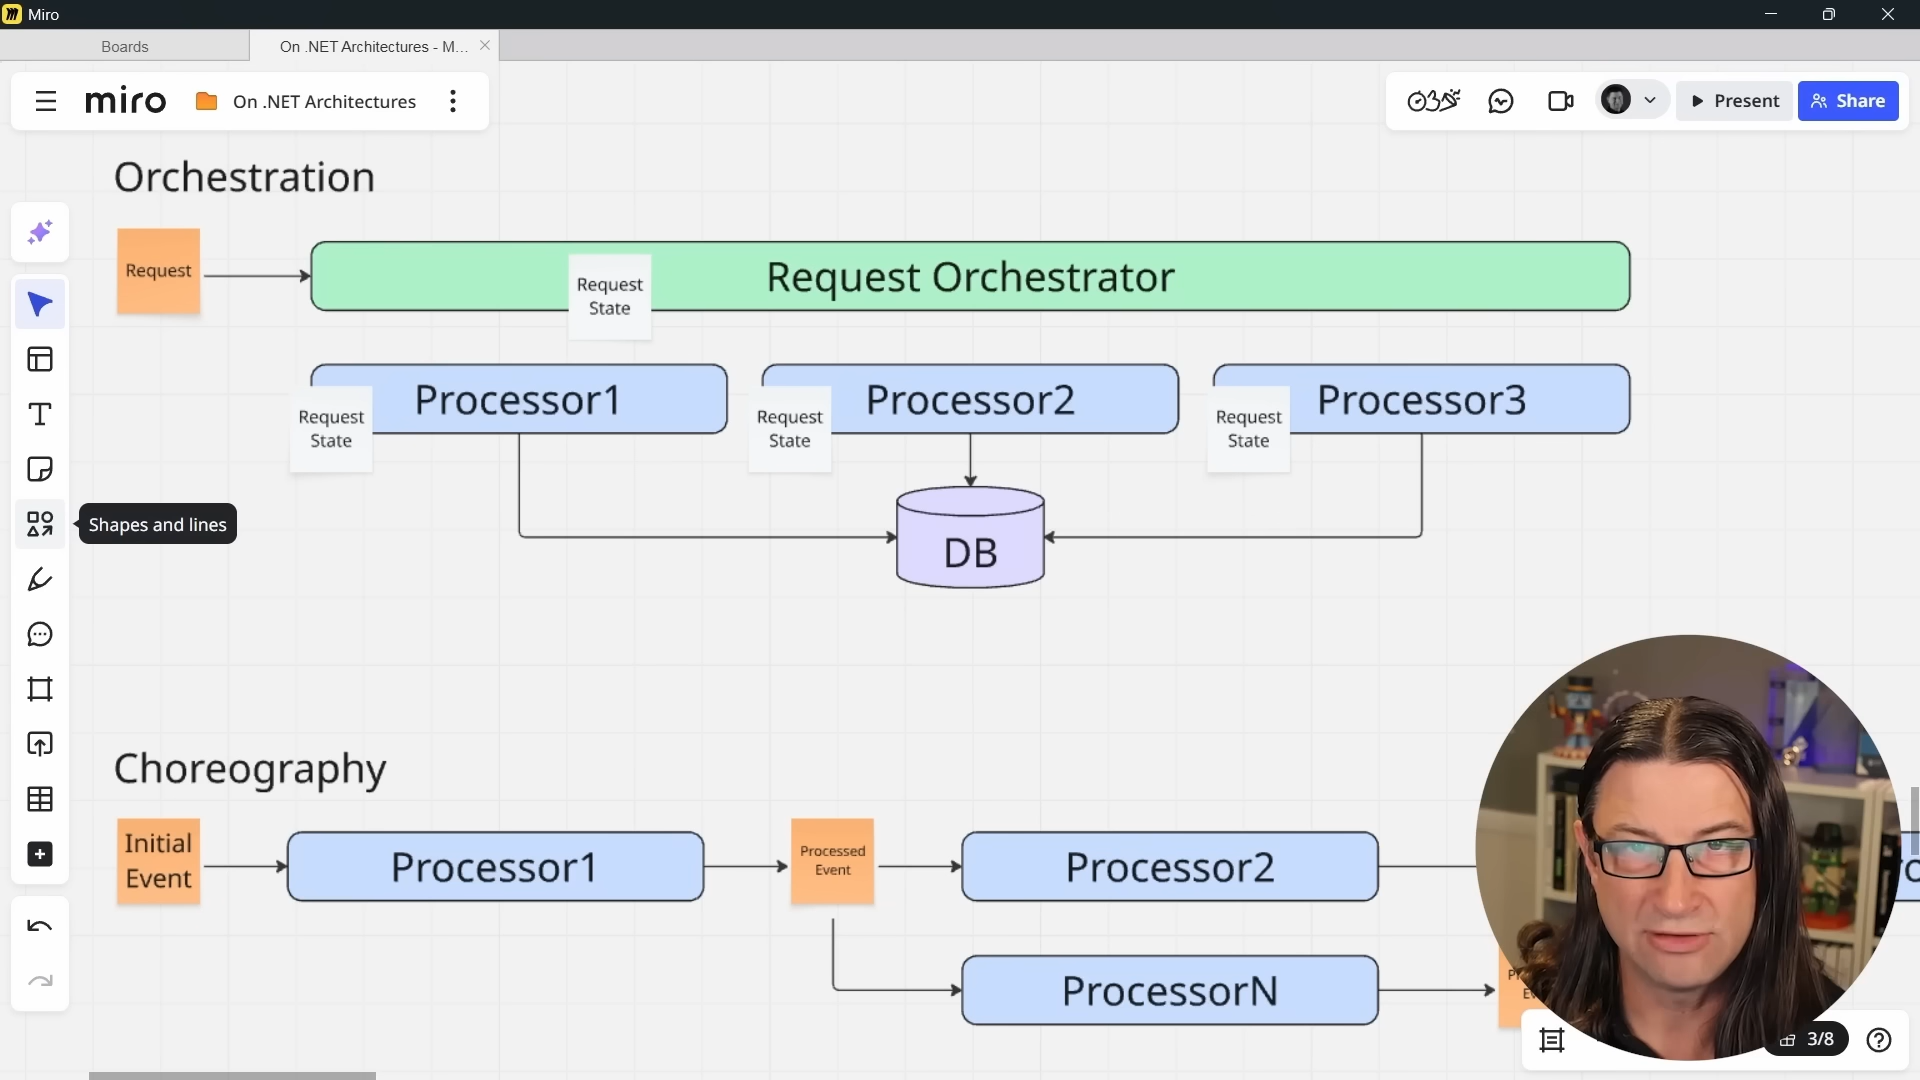 Miro
Boards
On .NET Architectures - M...
miro
On .NET Architectures
Present
Share
Orchestration
Request
Request Orchestrator
Request
State
Processor1
Processor2
Processor3
Request
State
Request
State
Request
State
Shapes and lines
DB
Choreography
Initial
Event
Processor1
Processed
Event
Processor2
ProcessorN
3/8